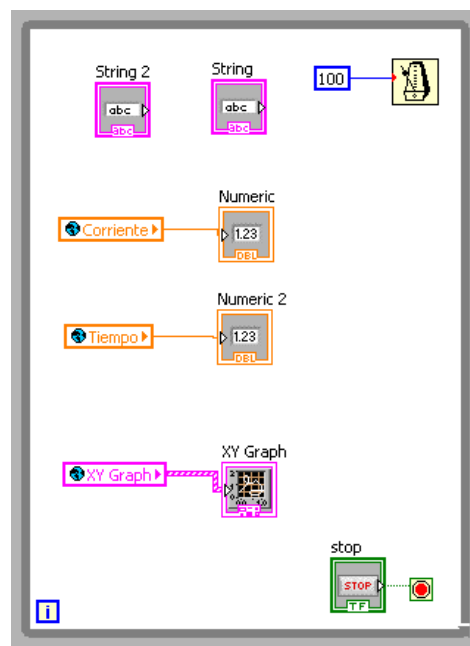 String 2
String
100
abc
abc
abc
abc
Numeric
Corriente
1.23
DBL
Numeric 2
Tiempo
1.23
DBL
XY Graph
XY Graph
stop
STOP
TF
i